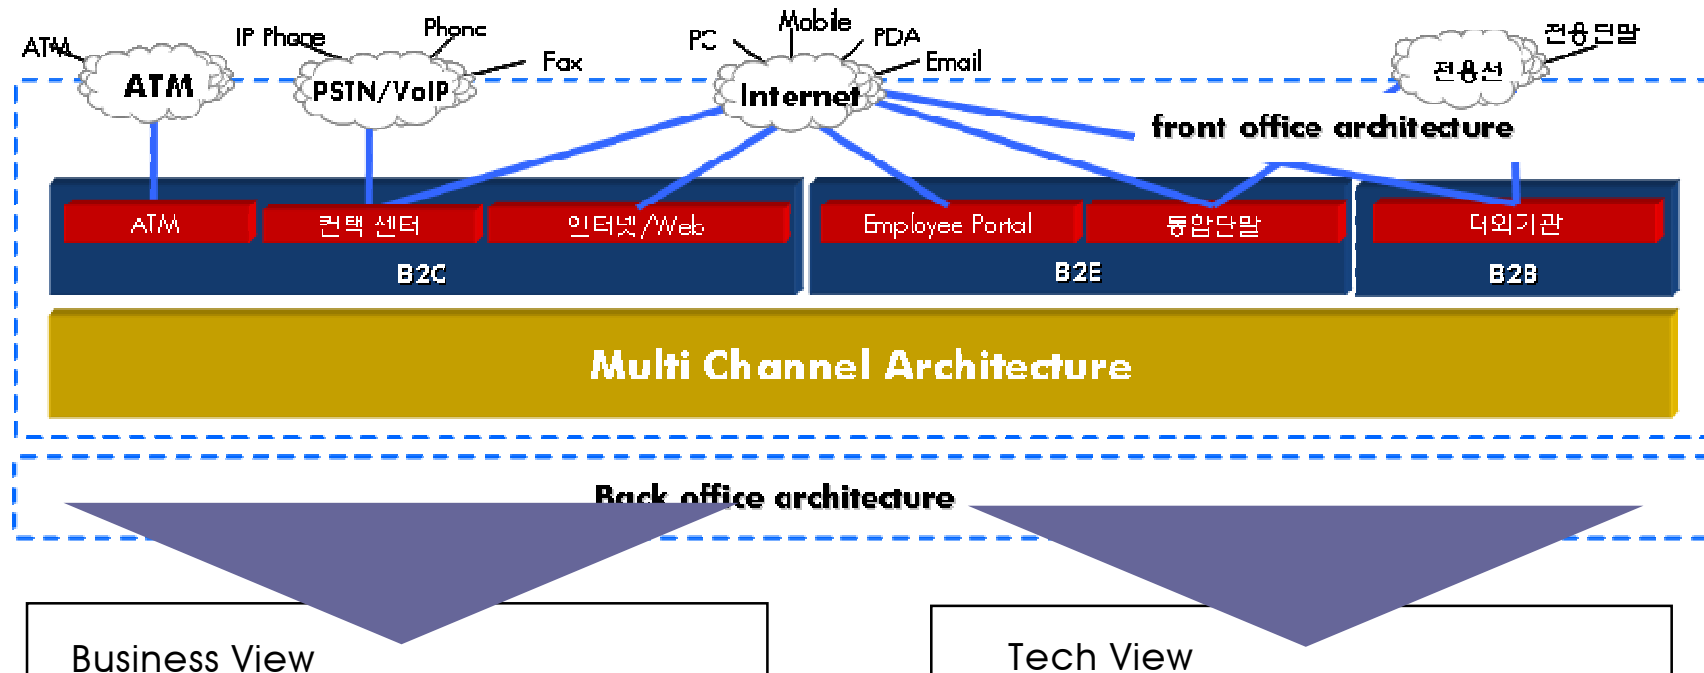 ATM
IP Phone
Phone
Fax
PC
Mobile
PDA
Email
전용단말
ATM
PSTN/VoIP
Internet
전용선
front office architecture
ATM
컨택 센터
인터넷/Web
Employee Portal
통합단말
대외기관
B2C
B2E
B2B
Multi Channel Architecture
Back office architecture
Business View
Tech View